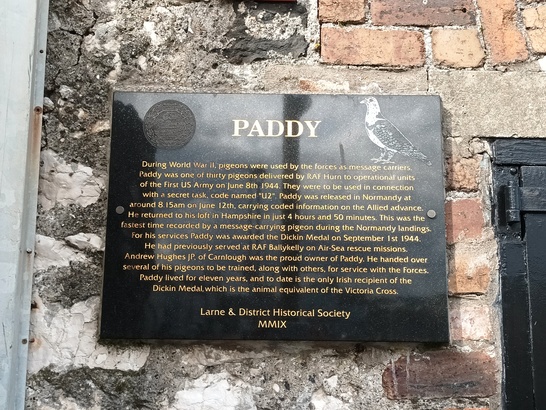 PADDY
During World War II, pigeons were used by the forces as message carriers.
Paddy was one of thirty pigeons delivered by RAF Hurn to operational units
of the First US Army on June 8th 1944. They were to be used in connection
with a secret task, code named "U2". Paddy was released in Normandy at
around 8.15am on June 12th, carrying coded information on the Allied advance.
He returned to his loft in Hampshire in just 4 hours and 50 minutes. This was the
fastest time recorded by a message-carrying pigeon during the Normandy landings.
For his services Paddy was awarded the Dickin Medal on September 1st 1944.
He had previously served at RAF Ballykelly on Air-Sea rescue missions.
Andrew Hughes JP, of Carnlough was the proud owner of Paddy. He handed over
several of his pigeons to be trained, along with others, for service with the forces.
Paddy lived for eleven years, and to date is the only Irish recipient of the
Dickin Medal, which is the animal equivalent of the Victoria Cross.
Larne & District Historical Society
MMIX